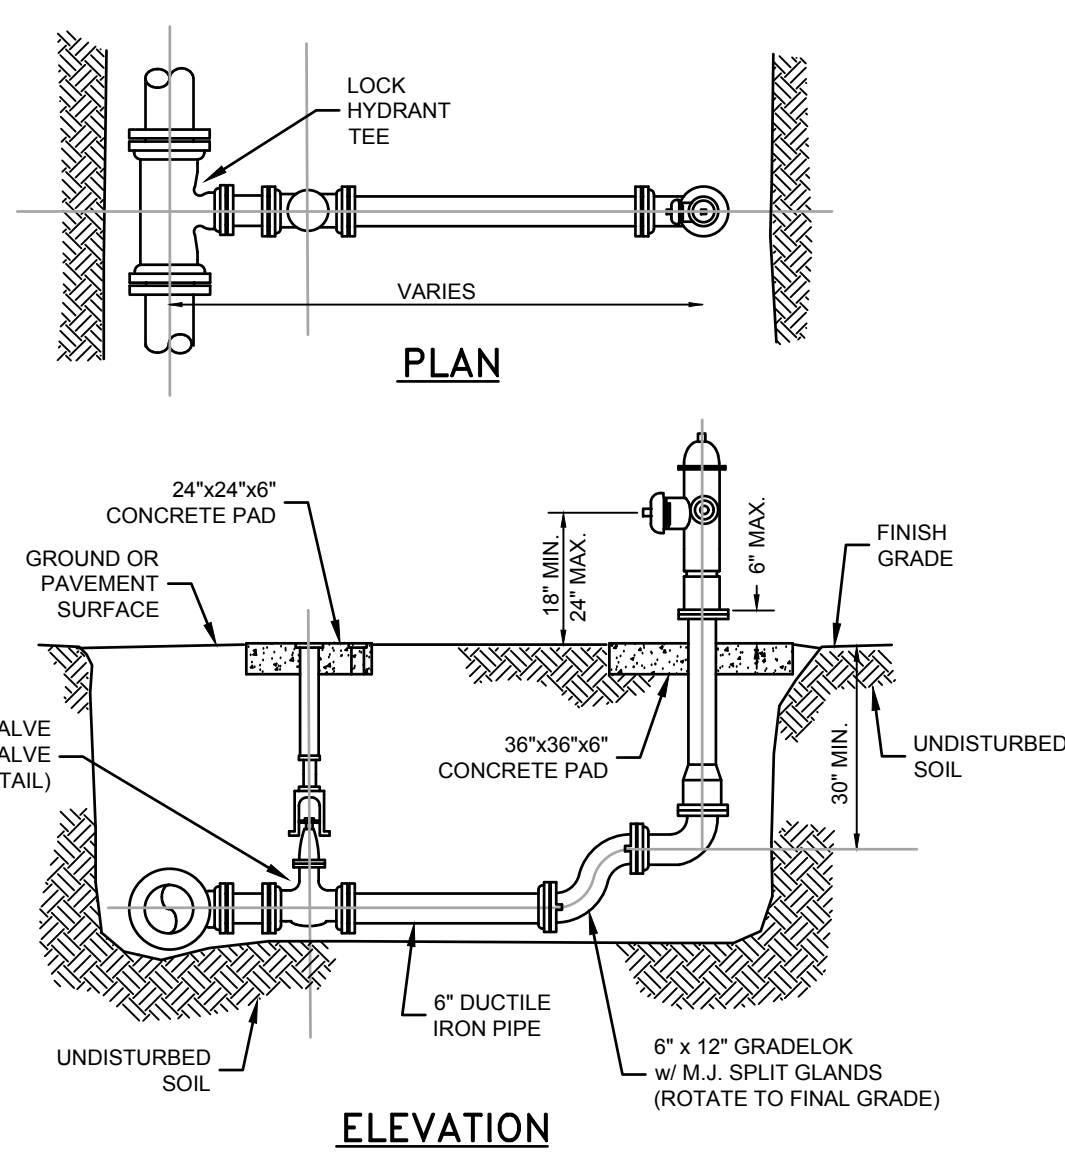 LOCK
HYDRANT
TEE
VARIES
PLAN
24"x24"x6"
CONCRETE PAD
GROUND OR
PAVEMENT
SURFACE
18" MIN.
24" MAX.
6" MAX.
FINISH
GRADE
ALVE
ALVE
TAIL)
36"x36"x6"
CONCRETE PAD
6"
30" MIN.
UNDISTURBED
SOIL
6" DUCTILE
IRON PIPE
UNDISTURBED
SOIL
6" x 12" GRADELOK
w/ M.J. SPLIT GLANDS
(ROTATE TO FINAL GRADE)
ELEVATION